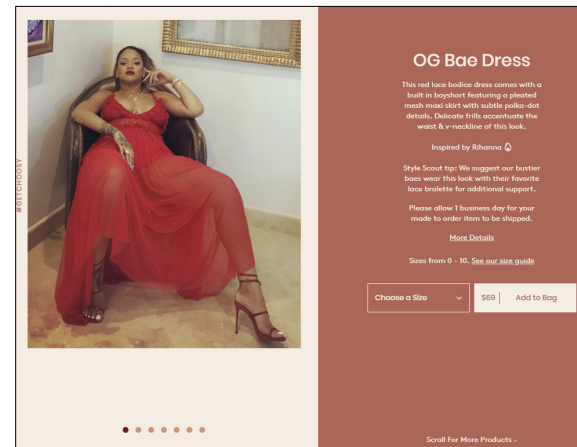 #GETCHOOSY
OG Bae Dress
This red lace bodice dress comes with a
built in boyshort featuring a pleated
mesh maxi skirt with subtle polka-dot
details. Delicate frills accentuate the
waist & v-neckline of this look.
Inspired by Rihanna
Style Scout tip: We suggest our bustier
baes wear this look with their favorite
lace bralette for additional support.
Please allow 1 business day for your
made to order item to be shipped.
More Details
Sizes from 0 - 10. See our size guide
Choose a Size
$69 | Add to Bag
Scroll For More Products